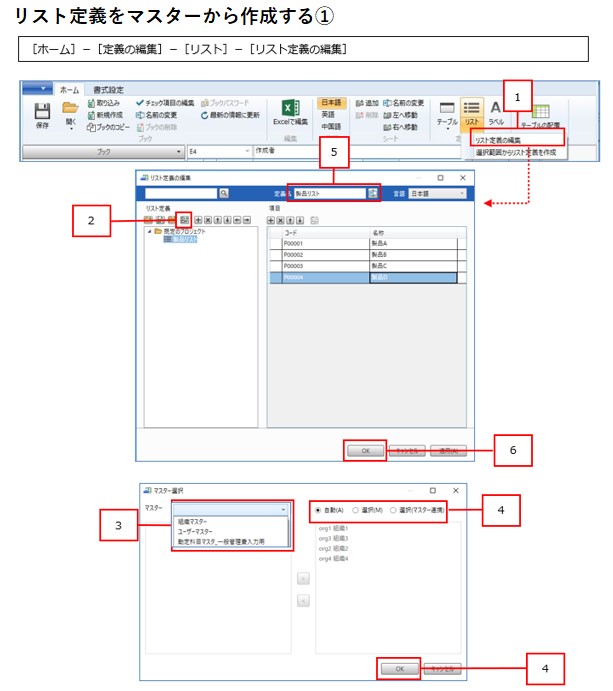 リスト定義をマスターから作成する①
［ホーム］－［定義の編集］－［リスト］－［リスト定義の編集］
ホーム 書式設定
保存 開く 取り込み 新規作成 ブックのコピー チェック項目の編集 名前の変更 ブックの削除 ブックパスワード 最新の情報に更新 ブック
Excelで編集 編集
日本語 英語 中国語
追加 削除 名前の変更 左へ移動 右へ移動 シート
テーブル リスト ラベル テーブルの配置
1
リスト定義の編集
選択範囲からリスト定義を作成
ブック E4 作成者
5
リスト定義の編集
製品リスト 言語 日本語
2
リスト定義 項目
既定のプロジェクト
製品リスト
コード 名称
P00001 製品A
P00002 製品B
P00003 製品C
P00004 製品D
OK キャンセル 適用(A)
6
マスター選択
マスター
3
組織マスター
ユーザーマスター
勘定科目マスタ_一般管理費入力用
自動(A) 選択(M) 選択(マスター連携)
4
org1 組織1
org3 組織3
org2 組織2
org4 組織4
OK キャンセル
4